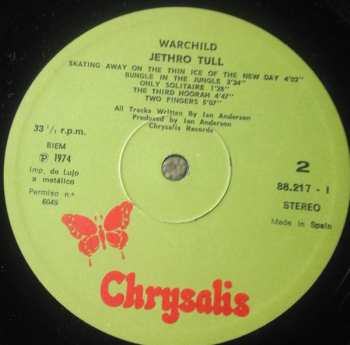 WARCHILD
JETHRO TULL
SKATING AWAY ON THE THIN ICE OF THE NEW DAY 4'02"
BUNGLE IN THE JUNGLE 3'34"
ONLY SOLITAIRE 1'28"
THE THIRD HOORAH 4'47"
TWO FINGERS 5'07"
All Tracks Written By Ian Anderson
Produced by Ian Anderson
Chrysalis Records
33 ⅓ r.p.m.
BIEM
℗ 1974
Imp. de Lujo
a metálico
Permiso n.º
6045
2
88.217 - I
STEREO
Made in Spain
Chrysalis